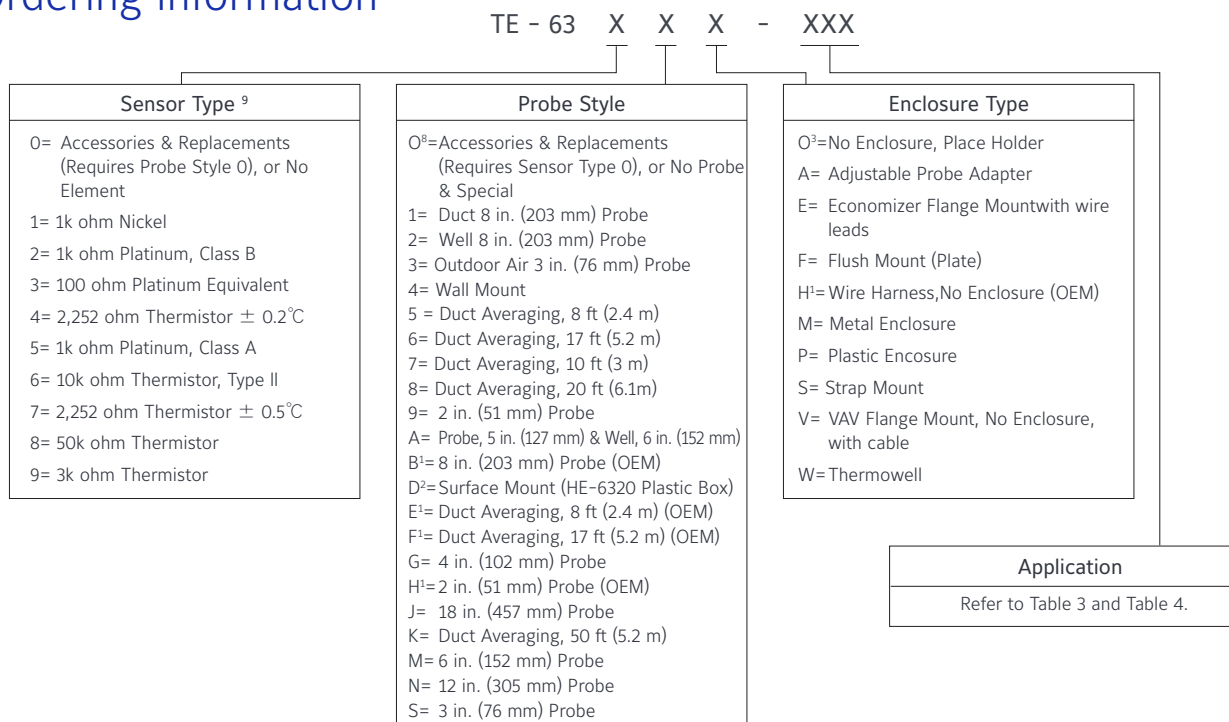 Ordering Information
TE - 63 X X X - XXX
Sensor Type ⁹
0= Accessories & Replacements
(Requires Probe Style 0), or No
Element
1= 1k ohm Nickel
2= 1k ohm Platinum, Class B
3= 100 ohm Platinum Equivalent
4= 2,252 ohm Thermistor ± 0.2℃
5= 1k ohm Platinum, Class A
6= 10k ohm Thermistor, Type ll
7= 2,252 ohm Thermistor ± 0.5℃
8= 50k ohm Thermistor
9= 3k ohm Thermistor
Probe Style
O⁸=Accessories & Replacements
(Requires Sensor Type 0), or No Probe
& Special
1= Duct 8 in. (203 mm) Probe
2= Well 8 in. (203 mm) Probe
3= Outdoor Air 3 in. (76 mm) Probe
4= Wall Mount
5 = Duct Averaging, 8 ft (2.4 m)
6= Duct Averaging, 17 ft (5.2 m)
7= Duct Averaging, 10 ft (3 m)
8= Duct Averaging, 20 ft (6.1m)
9= 2 in. (51 mm) Probe
A= Probe, 5 in. (127 mm) & Well, 6 in. (152 mm)
B¹= 8 in. (203 mm) Probe (OEM)
D²=Surface Mount (HE-6320 Plastic Box)
E¹= Duct Averaging, 8 ft (2.4 m) (OEM)
F¹= Duct Averaging, 17 ft (5.2 m) (OEM)
G= 4 in. (102 mm) Probe
H¹= 2 in. (51 mm) Probe (OEM)
J= 18 in. (457 mm) Probe
K= Duct Averaging, 50 ft (5.2 m)
M= 6 in. (152 mm) Probe
N= 12 in. (305 mm) Probe
S= 3 in. (76 mm) Probe
Enclosure Type
O³=No Enclosure, Place Holder
A= Adjustable Probe Adapter
E= Economizer Flange Mountwith wire
leads
F= Flush Mount (Plate)
H¹= Wire Harness,No Enclosure (OEM)
M= Metal Enclosure
P= Plastic Encosure
S= Strap Mount
V= VAV Flange Mount, No Enclosure,
with cable
W= Thermowell
Application
Refer to Table 3 and Table 4.